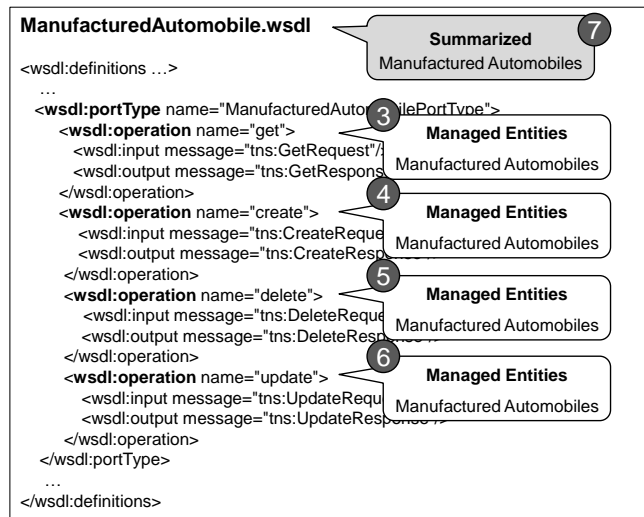 ManufacturedAutomobile.wsdl
7
Summarized
Manufactured Automobiles
<wsdl:definitions …>
…
<wsdl:portType name="ManufacturedAutomobilePortType">
3
<wsdl:operation name="get">
Managed Entities
<wsdl:input message="tns:GetRequest"/>
Manufactured Automobiles
<wsdl:output message="tns:GetRespons
</wsdl:operation>
4
<wsdl:operation name="create">
Managed Entities
<wsdl:input message="tns:CreateReque
Manufactured Automobiles
<wsdl:output message="tns:CreateResponse"/>
</wsdl:operation>
5
<wsdl:operation name="delete">
Managed Entities
<wsdl:input message="tns:DeleteReque
Manufactured Automobiles
<wsdl:output message="tns:DeleteResponse"/>
</wsdl:operation>
6
<wsdl:operation name="update">
Managed Entities
<wsdl:input message="tns:UpdateRequ
Manufactured Automobiles
<wsdl:output message="tns:UpdateResponse"/>
</wsdl:operation>
</wsdl:portType>
…
</wsdl:definitions>